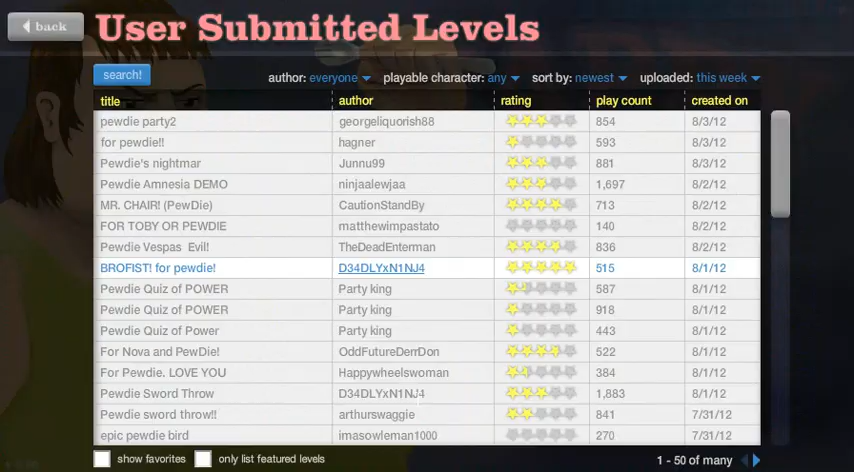 back
User Submitted Levels
search! author: everyone playable character: any sort by: newest uploaded: this week
title author rating play count created on
pewdie party2 georgeliquorish88 854 8/3/12
for pewdie!! hagner 593 8/3/12
Pewdie's nightmar Junnu99 881 8/3/12
Pewdie Amnesia DEMO ninjaalewjaa 1,697 8/2/12
MR. CHAIR! (PewDie) CautionStandBy 713 8/2/12
FOR TOBY OR PEWDIE matthewimpastato 140 8/2/12
Pewdie Vespas Evil! TheDeadEnterman 836 8/2/12
BROFIST! for pewdie! D34DLYxN1NJ4 515 8/1/12
Pewdie Quiz of POWER Party king 587 8/1/12
Pewdie Quiz of POWER Party king 918 8/1/12
Pewdie Quiz of Power Party king 443 8/1/12
For Nova and PewDie! OddFutureDerrDon 522 8/1/12
For Pewdie. LOVE YOU Happywheelswoman 384 8/1/12
Pewdie Sword Throw D34DLYxN1NJ4 1,883 8/1/12
Pewdie sword throw!! arthurswaggie 841 7/31/12
epic pewdie bird imasowleman1000 270 7/31/12
show favorites only list featured levels 1 - 50 of many